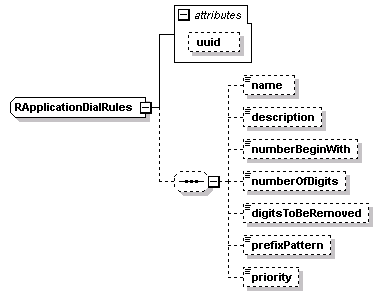 attributes
uuid
RApplicationDialRules
name
description
numberBeginWith
numberOfDigits
digitsToBeRemoved
prefixPattern
priority